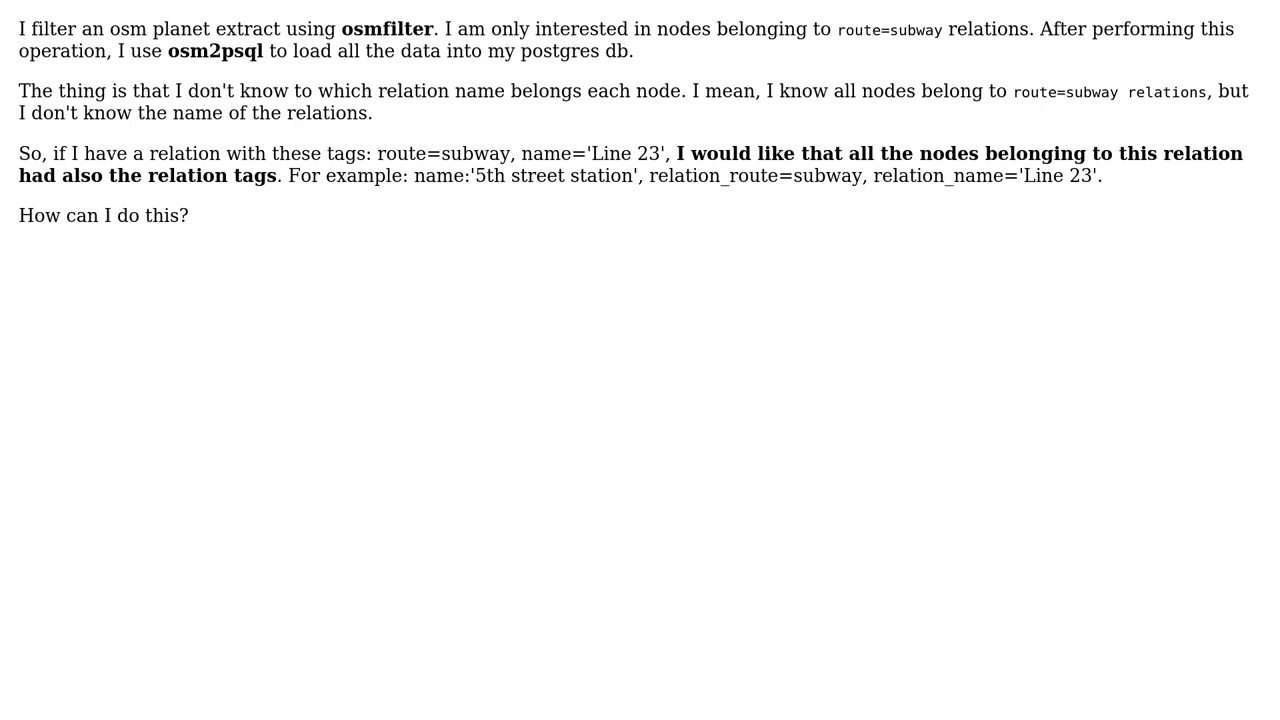 I filter an osm planet extract using osmfilter. I am only interested in nodes belonging to route=subway relations. After performing this
operation, I use osm2psql to load all the data into my postgres db.
The thing is that I don't know to which relation name belongs each node. I mean, I know all nodes belong to route=subway relations, but
I don't know the name of the relations.
So, if I have a relation with these tags: route=subway, name='Line 23', I would like that all the nodes belonging to this relation
had also the relation tags. For example: name:'5th street station', relation_route=subway, relation_name='Line 23'.
How can I do this?